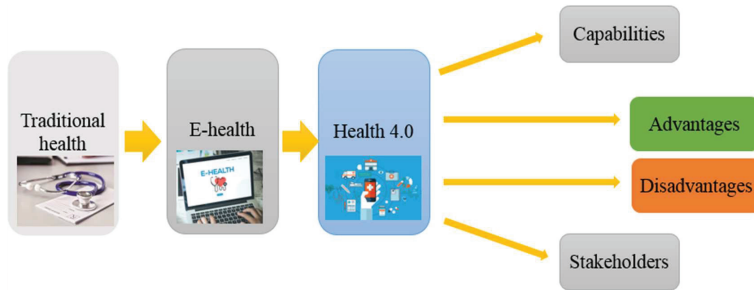 Traditional
health
E-health
E-HEALTH
Health 4.0
Capabilities
Advantages
Disadvantages
Stakeholders